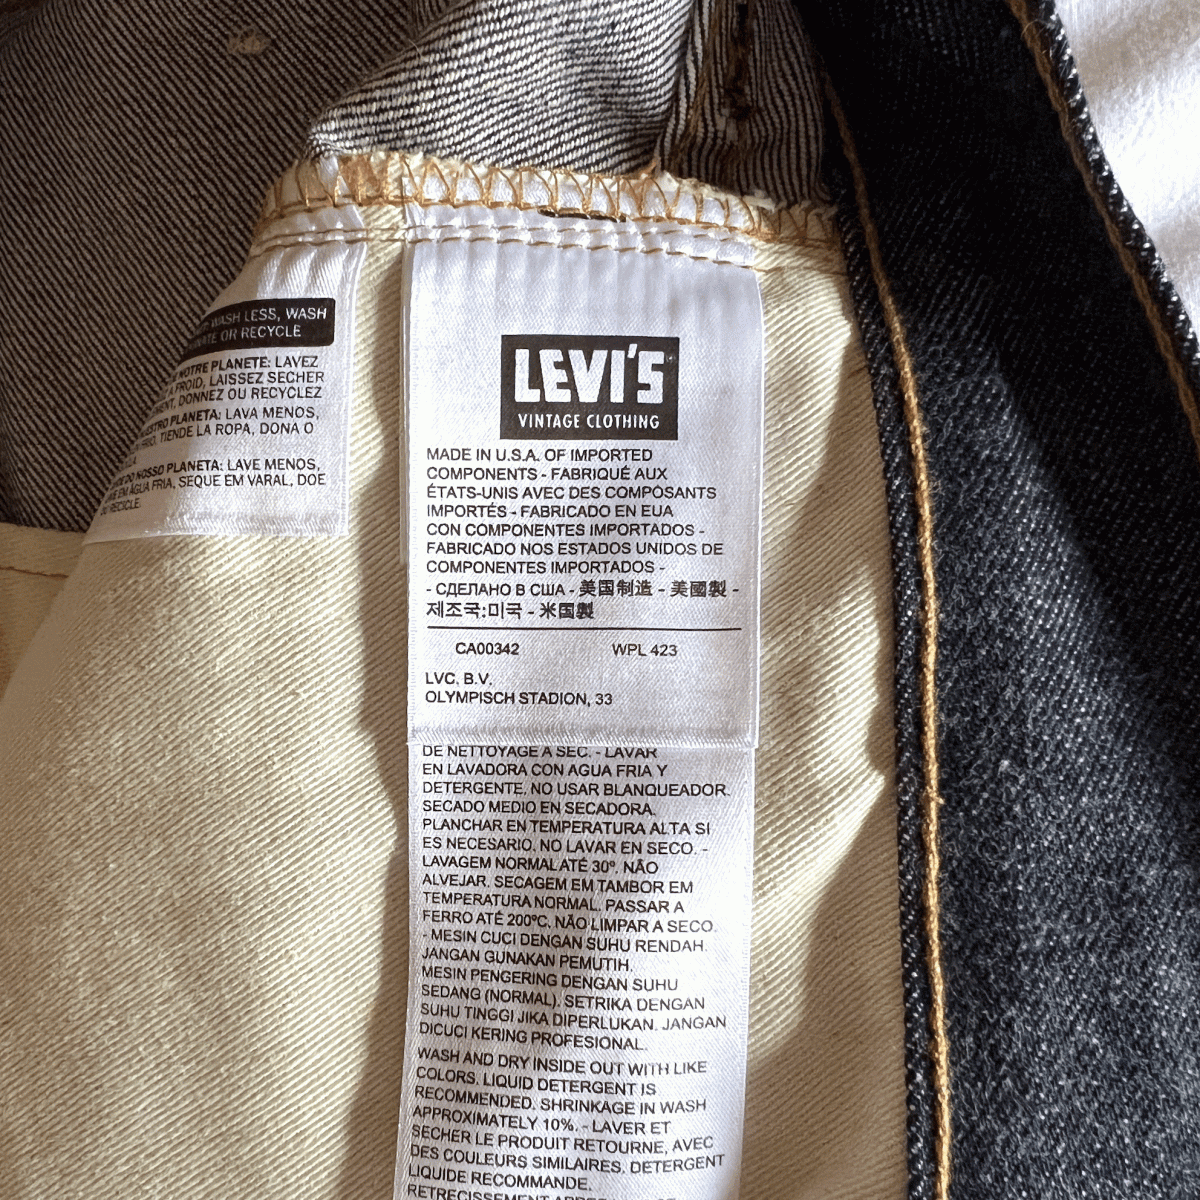 WASH LESS, WASH
OR RECYCLE
NOTRE PLANETE: LAVEZ
FROID, LAISSEZ SECHER
DONNEZ OU RECYCLEZ
PLANETA: LAVA MENOS,
TIENDE LA ROPA, DONA O
NOSSO PLANETA: LAVE MENOS,
EM ÁGUA FRIA, SEQUE EM VARAL, DOE
RECICLE.
LEVI'S
VINTAGE CLOTHING
MADE IN U.S.A. OF IMPORTED
COMPONENTS - FABRIQUÉ AUX
ÉTATS-UNIS AVEC DES COMPOSANTS
IMPORTÉS - FABRICADO EN EUA
CON COMPONENTES IMPORTADOS -
FABRICADO NOS ESTADOS UNIDOS DE
COMPONENTES IMPORTADOS -
- СДЕЛАНО В США - 美国制造 - 美國製 -
제조국:미국 - 米国製
CA00342 WPL 423
LVC, B.V.
OLYMPISCH STADION, 33
DE NETTOYAGE A SEC. - LAVAR
EN LAVADORA CON AGUA FRIA Y
DETERGENTE. NO USAR BLANQUEADOR.
SECADO MEDIO EN SECADORA.
PLANCHAR EN TEMPERATURA ALTA SI
ES NECESARIO. NO LAVAR EN SECO. -
LAVAGEM NORMAL ATÉ 30º. NÃO
ALVEJAR. SECAGEM EM TAMBOR EM
TEMPERATURA NORMAL. PASSAR A
FERRO ATÉ 200ºC. NÃO LIMPAR A SECO.
- MESIN CUCI DENGAN SUHU RENDAH.
JANGAN GUNAKAN PEMUTIH.
MESIN PENGERING DENGAN SUHU
SEDANG (NORMAL). SETRIKA DENGAN
SUHU TINGGI JIKA DIPERLUKAN. JANGAN
DICUCI KERING PROFESIONAL.
WASH AND DRY INSIDE OUT WITH LIKE
COLORS. LIQUID DETERGENT IS
RECOMMENDED. SHRINKAGE IN WASH
APPROXIMATELY 10%. - LAVER ET
SECHER LE PRODUIT RETOURNE, AVEC
DES COULEURS SIMILAIRES. DETERGENT
LIQUIDE RECOMMANDE.